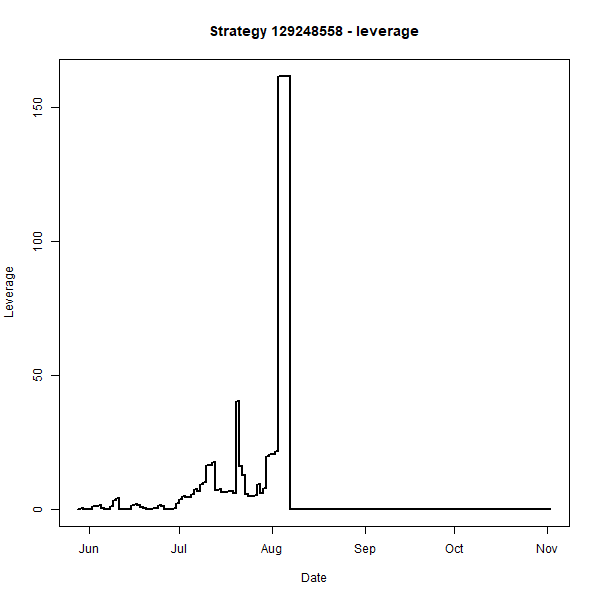 Strategy 129248558 - leverage
Leverage
150
100
50
0
Jun Jul Aug Sep Oct Nov
Date